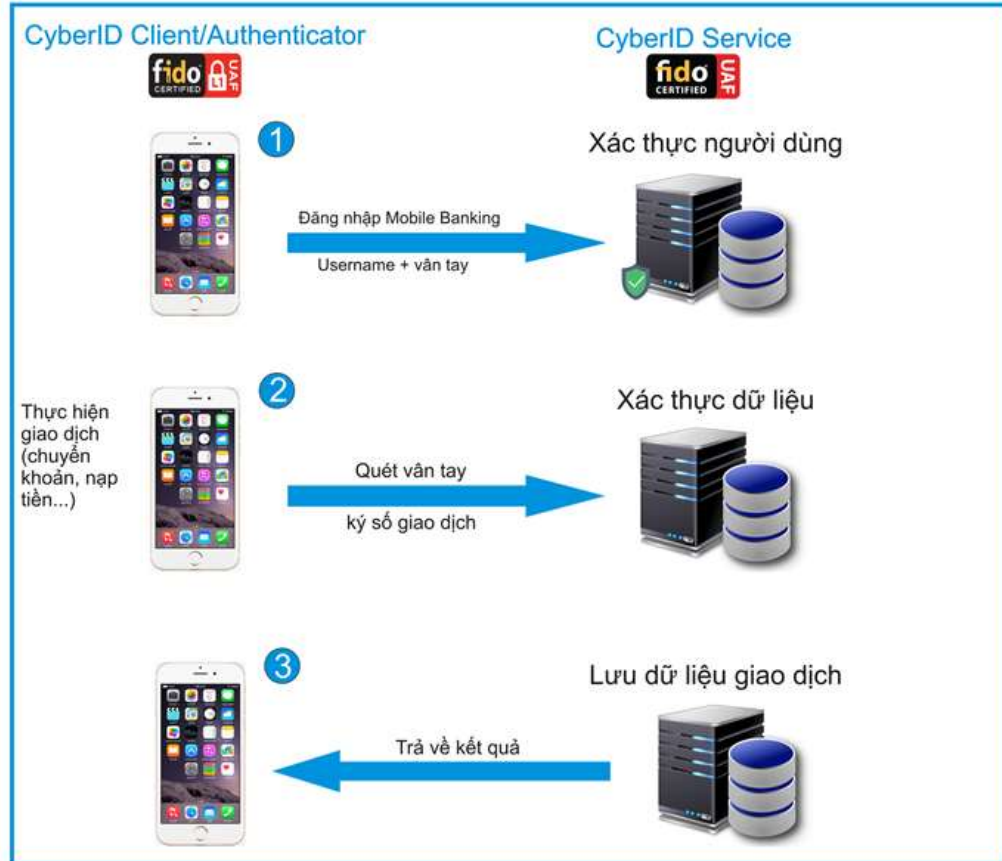 CyberID Client/Authenticator
CyberID Service
fido
CERTIFIED
L1
UAF
fido
CERTIFIED
UAF
1
Xác thực người dùng
Đăng nhập Mobile Banking
Username + vân tay
2
Xác thực dữ liệu
Thực hiện
giao dịch
(chuyển
khoản, nạp
tiền...)
Quét vân tay
ký số giao dịch
3
Lưu dữ liệu giao dịch
Trả về kết quả